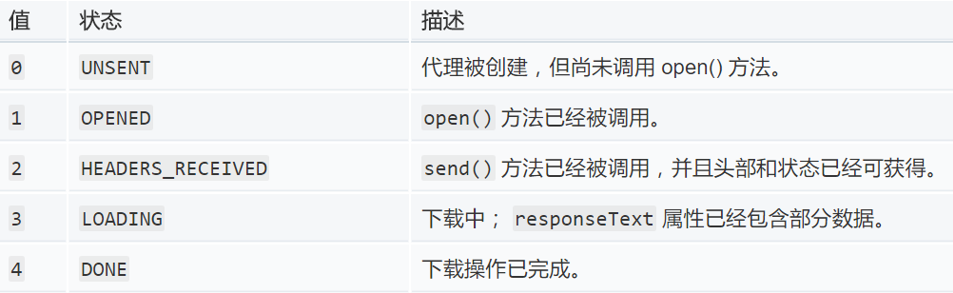 值 状态 描述
0 UNSENT 代理被创建，但尚未调用 open() 方法。
1 OPENED open() 方法已经被调用。
2 HEADERS_RECEIVED send() 方法已经被调用，并且头部和状态已经可获得。
3 LOADING 下载中； responseText 属性已经包含部分数据。
4 DONE 下载操作已完成。